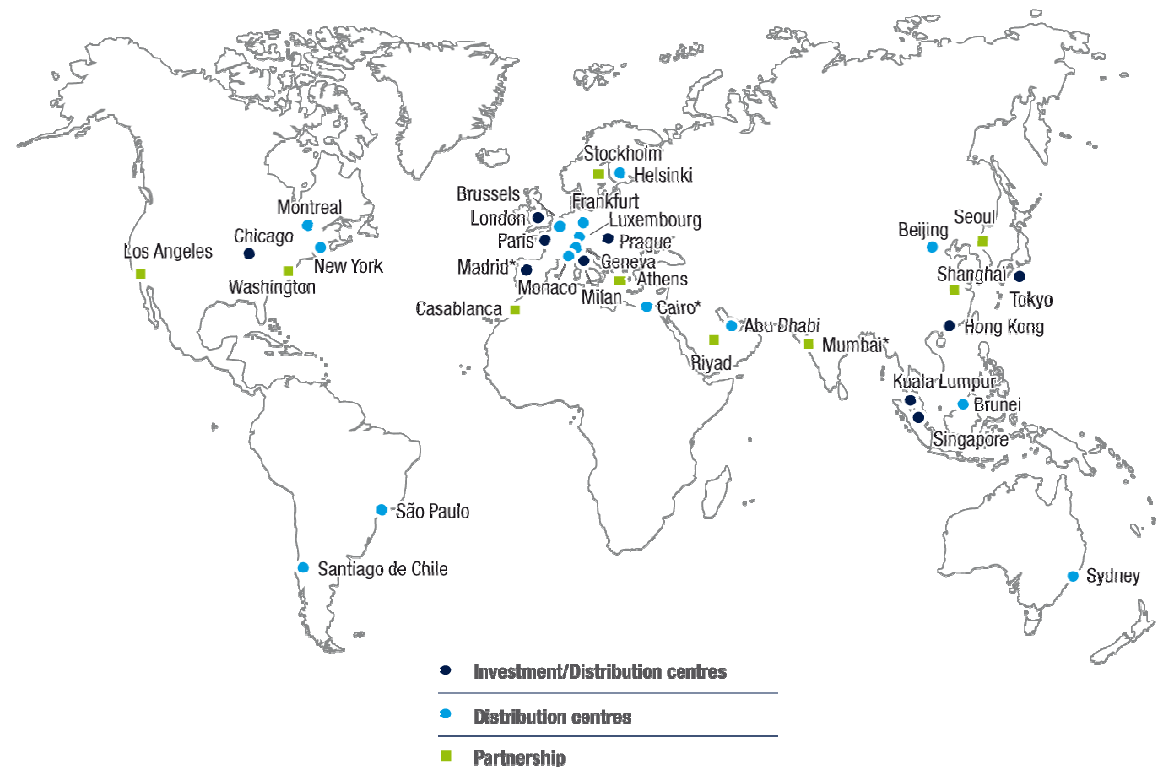 Stockholm
Helsinki
Brussels
Frankfurt
London
Luxembourg
Montreal
Seoul
Beijing
Chicago
Paris
Prague
Los Angeles
New York
Madrid*
Geneva
Shanghai
Washington
Monaco
Milan
Athens
Tokyo
Casablanca
Cairo*
Abu Dhabi
Hong Kong
Riyad
Mumbai*
Kuala Lumpur
Brunei
Singapore
São Paulo
Santiago de Chile
Sydney
Investment/Distribution centres
Distribution centres
Partnership